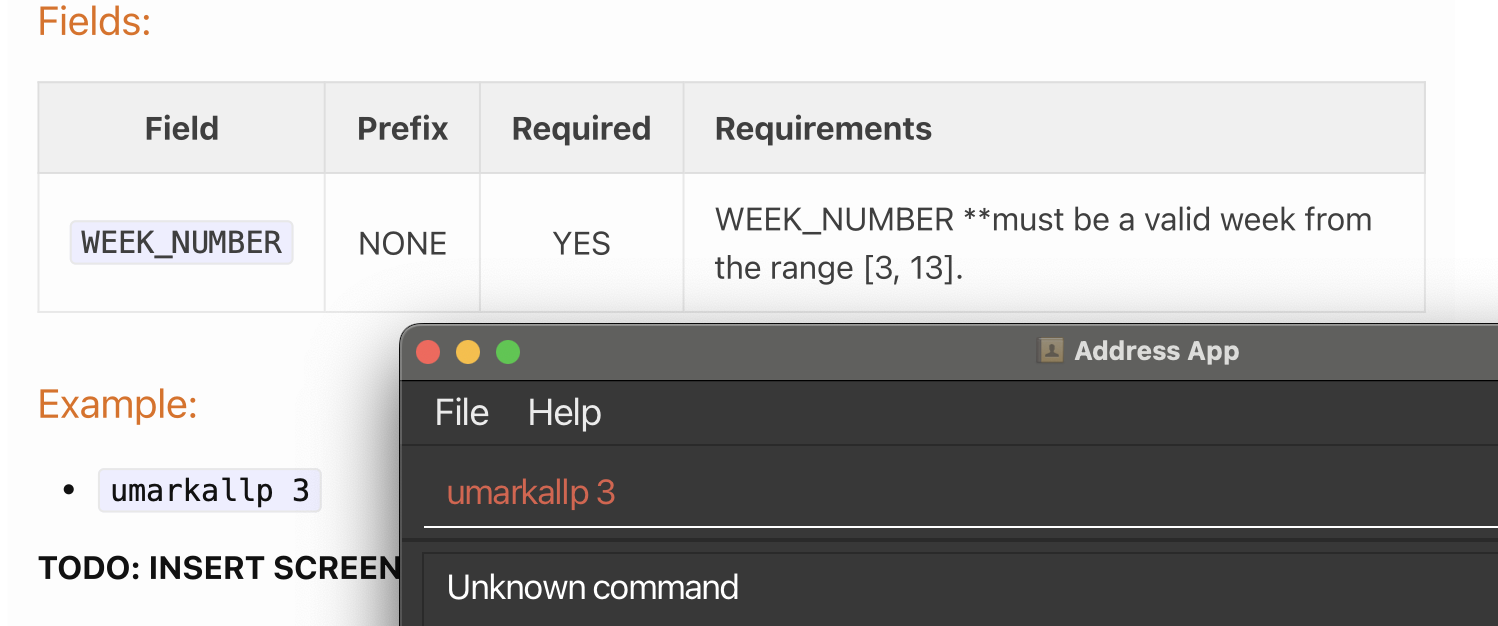 Fields:
Field Prefix Required Requirements
WEEK_NUMBER NONE YES WEEK_NUMBER **must be a valid week from
the range [3, 13].
Example:
• umarkallp 3
TODO: INSERT SCREEN
Address App
File Help
umarkallp 3
Unknown command